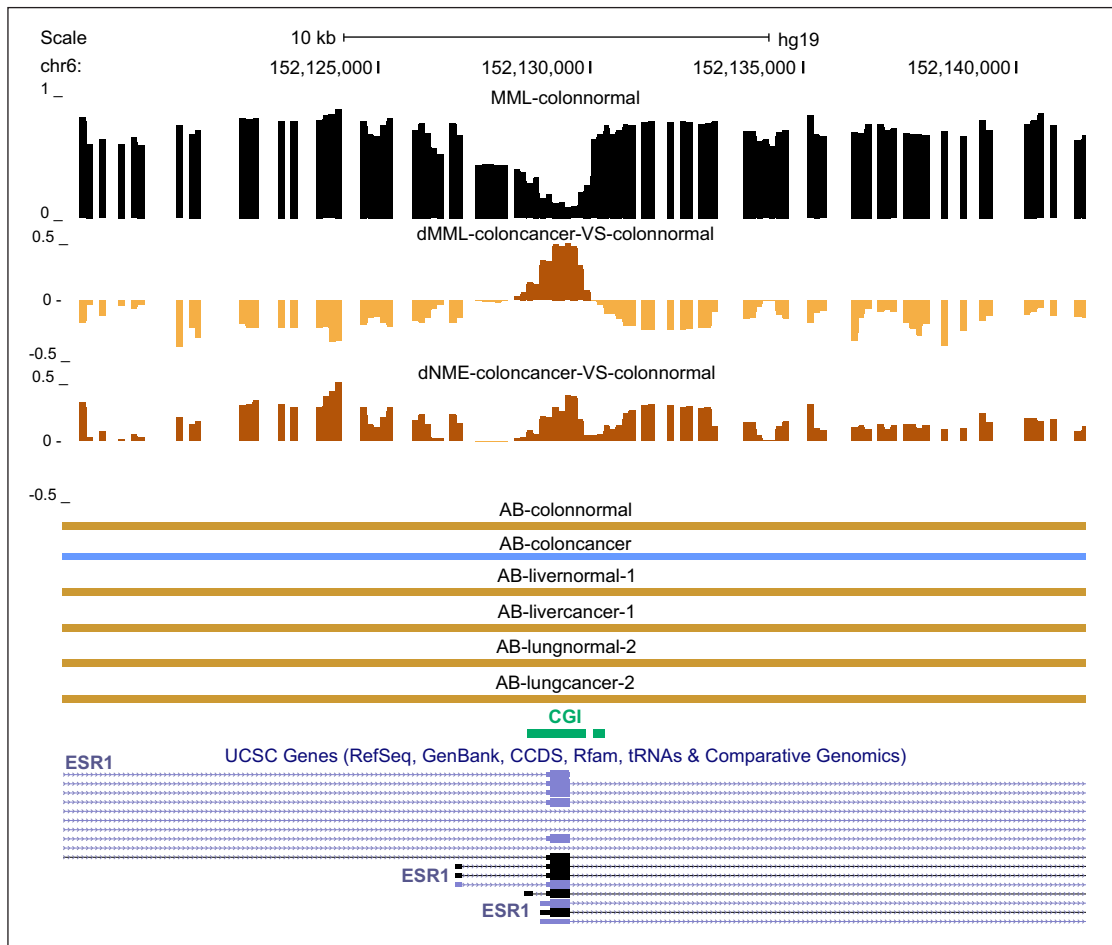 Scale 10 kb hg19
chr6: 152,125,000 152,130,000 152,135,000 152,140,000
MML-colonnormal
1 _
0 _
dMML-coloncancer-VS-colonnormal
0.5 _
0 -
-0.5 _
dNME-coloncancer-VS-colonnormal
0.5 _
0 -
-0.5 _
AB-colonnormal
AB-coloncancer
AB-livernormal-1
AB-livercancer-1
AB-lungnormal-2
AB-lungcancer-2
CGI
UCSC Genes (RefSeq, GenBank, CCDS, Rfam, tRNAs & Comparative Genomics)
ESR1
ESR1
ESR1